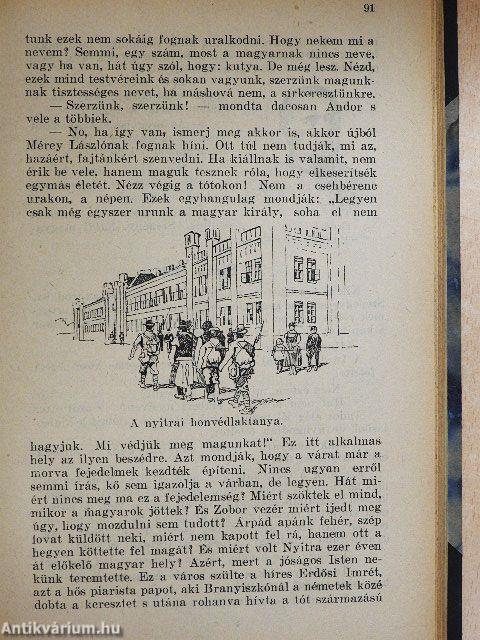 91
tunk ezek nem sokáig fognak uralkodni. Hogy nekem mi a
nevem? Semmi, egy szám, most a magyarnak nincs neve,
vagy ha van, hát úgy szól, hogy: kutya. De még lesz. Nézd,
ezek mind testvéreink és sokan vagyunk, szerzünk magunk-
nak tisztességes nevet, ha máshová nem, a sírkeresztünkre.
— Szerzünk, szerzünk! — mondta dacosan Andor s
vele a többiek.
— No, ha így van, ismerj meg akkor is, akkor újból
Mérey Lászlónak fognak híni. Ott túl nem tudják, mi az,
hazáért, fajtánkért szenvedni. Ha kiállnak is valamit, nem
érik be vele, hanem maguk tesznek róla, hogy elkeserítsék
egymás életét. Nézz végig a tótokon! Nem a csehbérenc
urakon, a népen. Ezek egyhangulag mondják: „Legyen
csak még egyszer urunk a magyar király, soha el nem
A nyitrai honvédlaktanya.
hagyjuk. Mi védjük meg magunkat!“ Ez itt alkalmas
hely az ilyen beszédre. Azt mondják, hogy a várat már a
morva fejedelmek kezdték építeni. Nincs ugyan erről
semmi írás, kő sem igazolja a várban, de legyen. Hát mi-
ért nincs meg ma ez a fejedelemség? Miért szöktek el mind,
mikor a magyarok jöttek? És Zobor vezér miért ijedt meg
úgy, hogy mozdulni sem tudott? Árpád apánk fehér, szép
lovat küldött neki, miért nem kapott fel rá, hanem ott a
hegyen köttette fel magát? És miért volt Nyitra ezer éven
át előkelő magyar hely? Azért, mert a jóságos Isten ne-
künk teremtette. Ez a város szülte a híres Erdősi Imrét,
azt a hős piarista papot, aki Branyiszkónál a németek közé
dobta a keresztet s utána rohanva hívta a tót származású
Antikvárium.hu